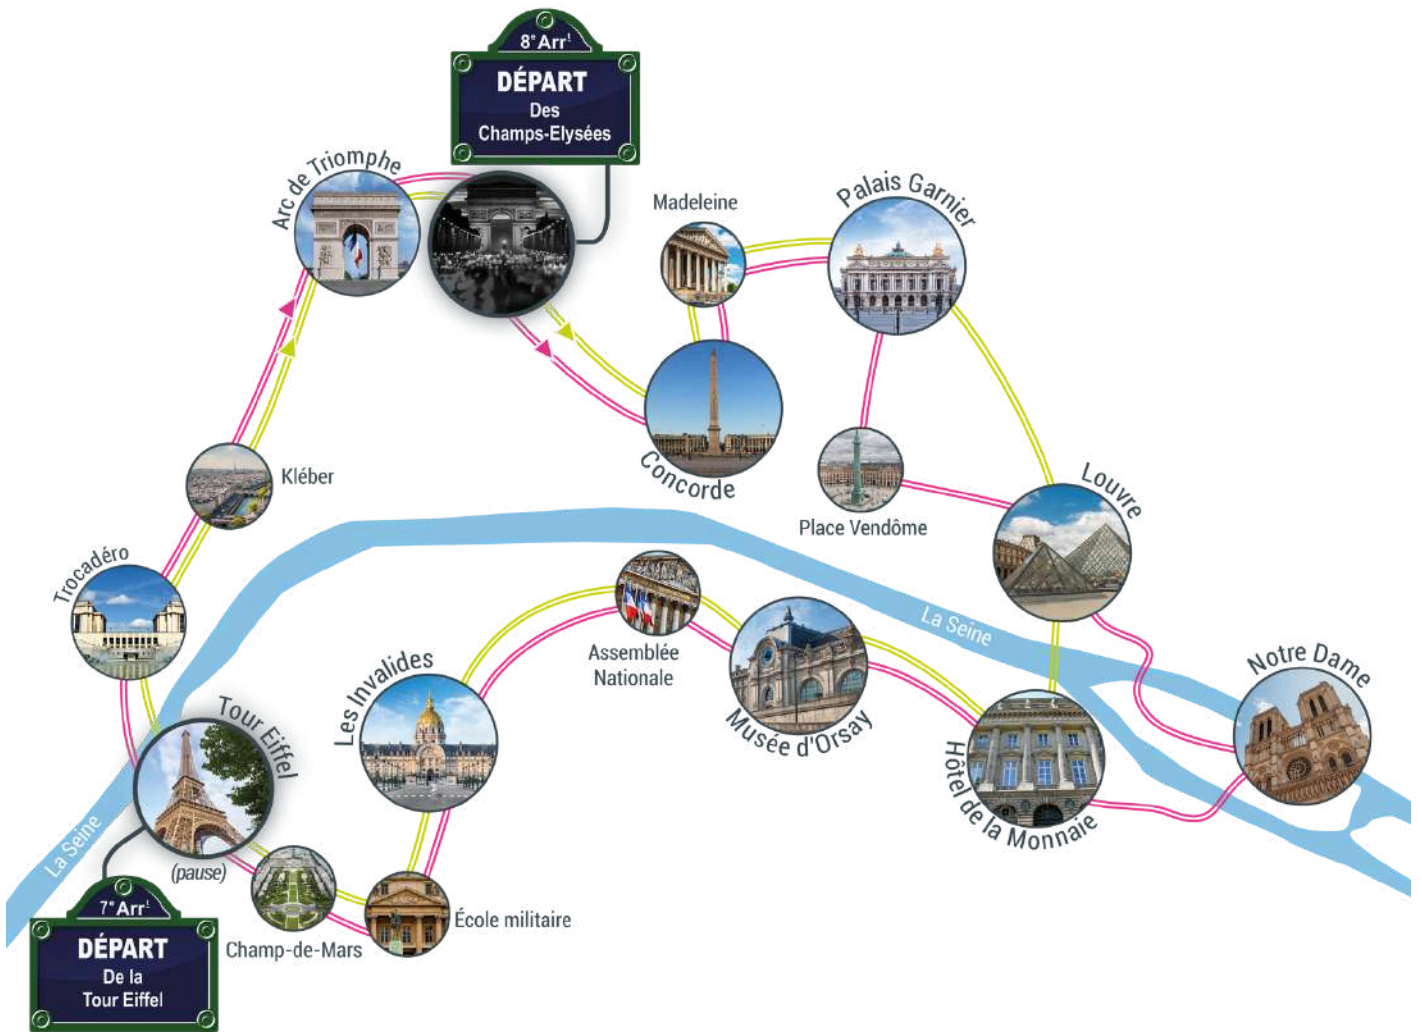 8e Arrt
DÉPART
Des
Champs-Elysées
Arc de Triomphe
Madeleine
Palais Garnier
Kléber
Concorde
Louvre
Place Vendôme
Trocadéro
La Seine
Assemblée
Nationale
Notre Dame
Les Invalides
Tour Eiffel
Musée d'Orsay
Hôtel de la Monnaie
La Seine
(pause)
7e Arrt
École militaire
Champ-de-Mars
DÉPART
De la
Tour Eiffel